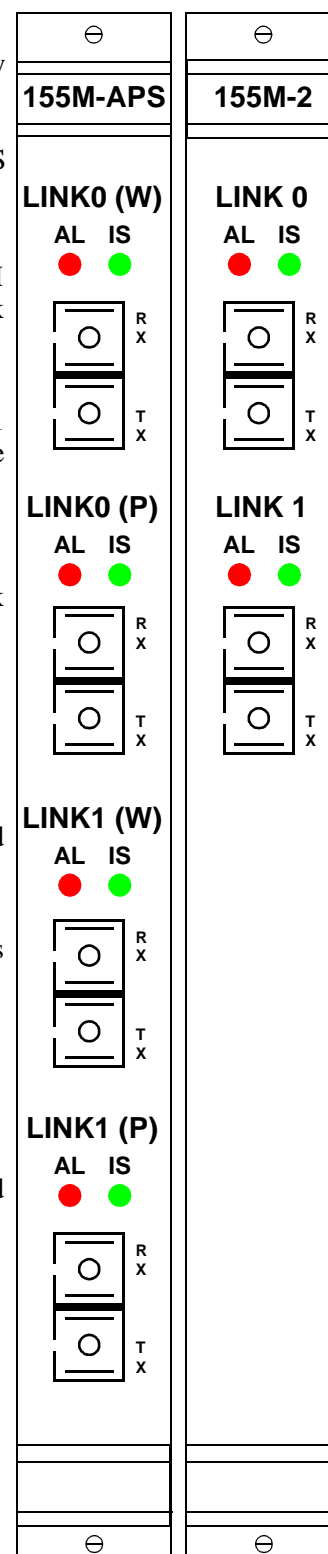 155M-APS
LINK0 (W)
AL IS
R
X
T
X
LINK0 (P)
AL IS
R
X
T
X
LINK1 (W)
AL IS
R
X
T
X
LINK1 (P)
AL IS
R
X
T
X
155M-2
LINK 0
AL IS
R
X
T
X
LINK 1
AL IS
R
X
T
X